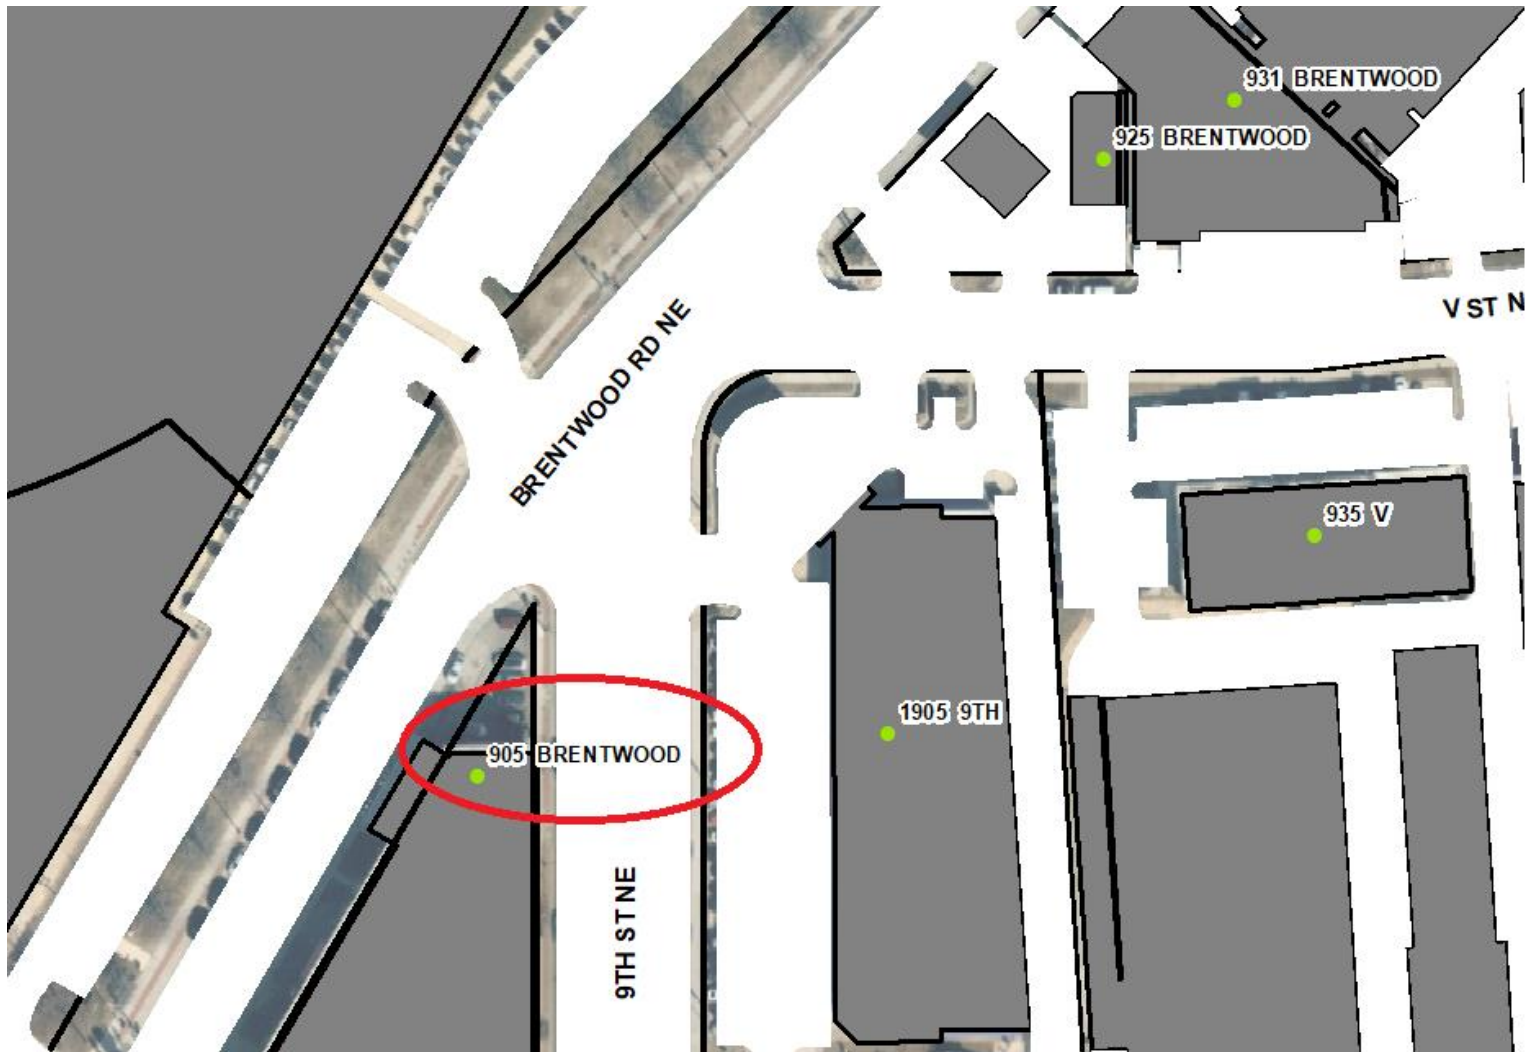 931 BRENTWOOD
925 BRENTWOOD
V ST N
BRENTWOOD RD NE
935 V
1905 9TH
905 BRENTWOOD
9TH ST NE